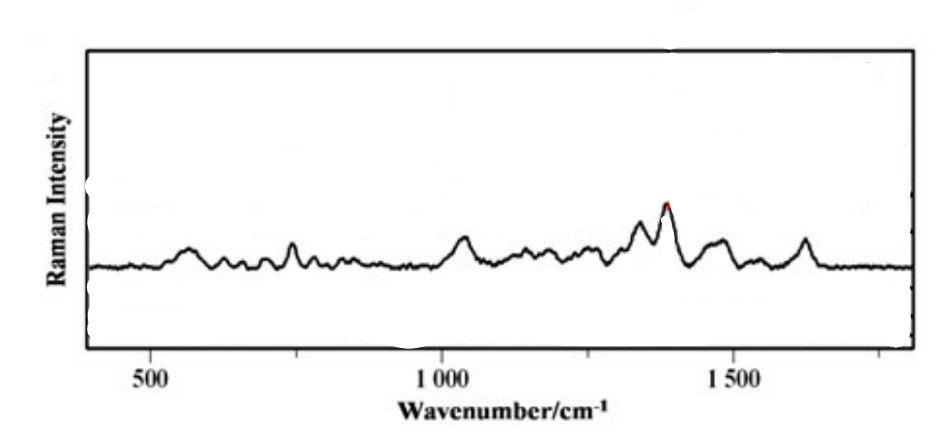 Raman Intensity
500 1 000 1 500
Wavenumber/cm⁻¹